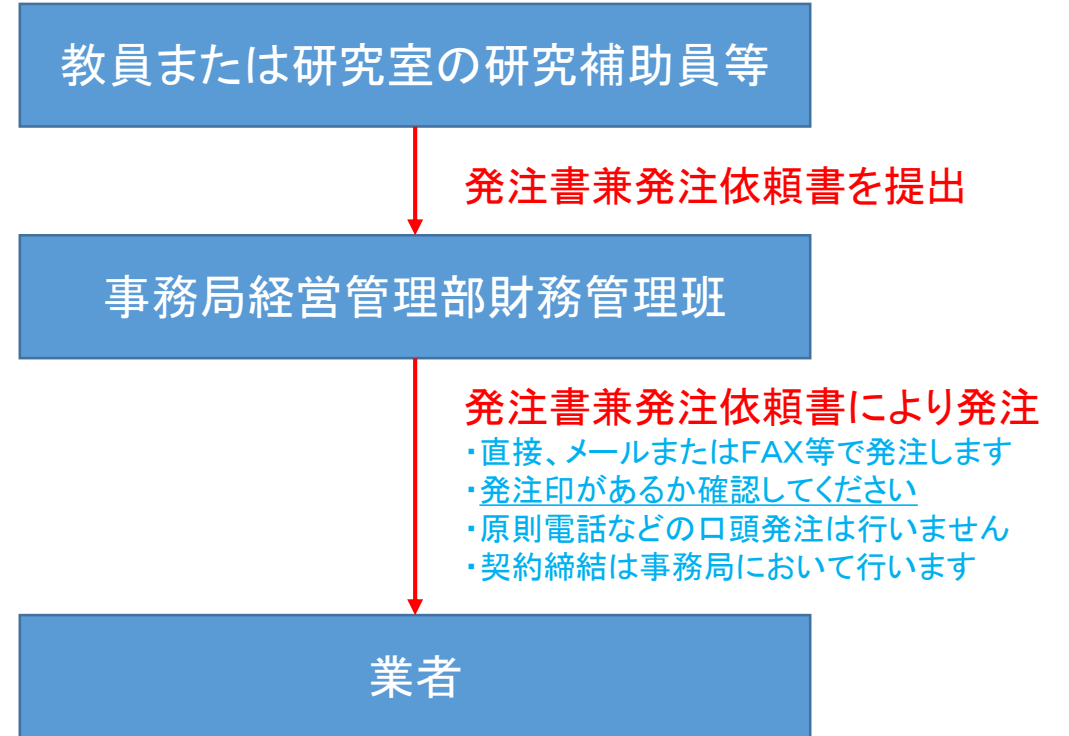 教員または研究室の研究補助員等
発注書兼発注依頼書を提出
事務局経営管理部財務管理班
発注書兼発注依頼書により発注
・直接、メールまたはFAX等で発注します
・発注印があるか確認してください
・原則電話などの口頭発注は行いません
・契約締結は事務局において行います
業者